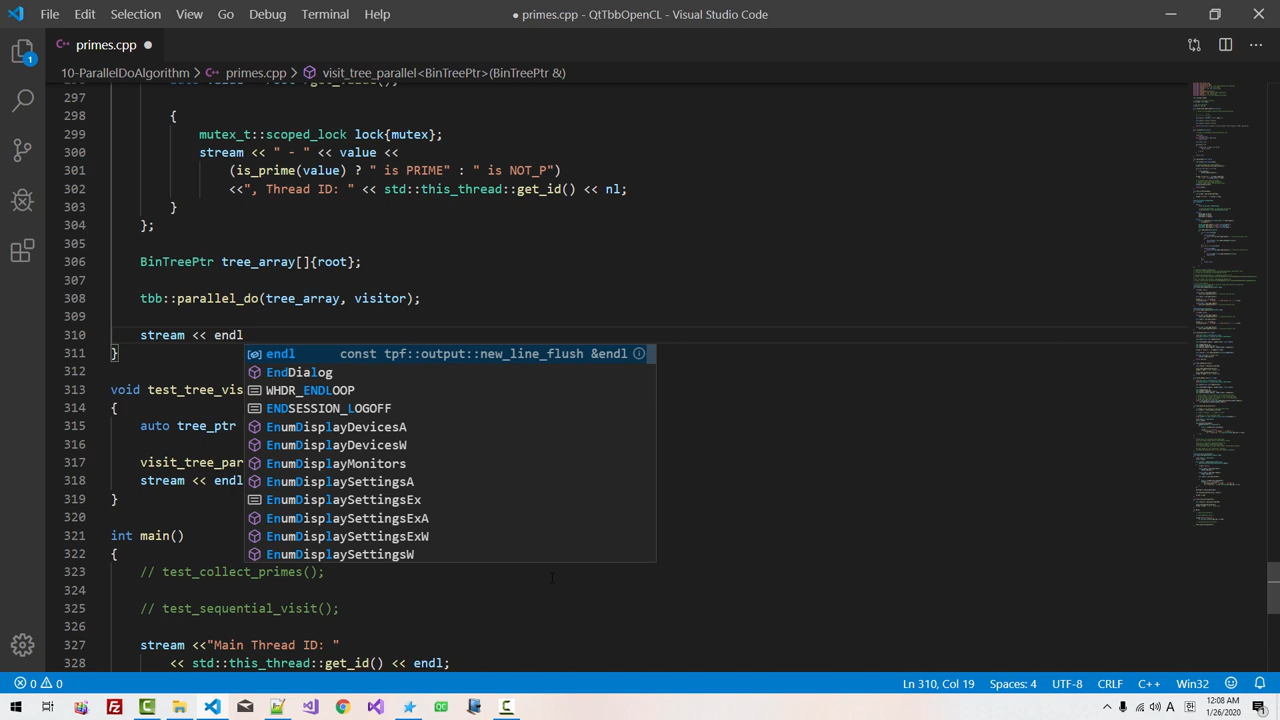 File Edit Selection View Go Debug Terminal Help
● primes.cpp - QtTbbOpenCL - Visual Studio Code
primes.cpp ●
10-ParallelDoAlgorithm > primes.cpp > visit_tree_parallel<BinTreePtr>(BinTreePtr &)
297
298 {
299 mutex_t::scoped_lock lock{mutex};
300 stream << " - " << value <<
301 (is_prime(value) ? " is PRIME" : " is NOT_P")
302 <<", Thread ID: " << std::this_thread::get_id() << nl;
303 }
304 };
305
306 BinTreePtr tree_array[]{root};
307
308 tbb::parallel_do(tree_array, visitor);
309
310 stream << endl
311 }
312
313 void test_tree_vis
314 {
315 auto tree_ptr
316
317 visit_tree_par
318 stream << endl
319 }
320
321 int main()
322 {
323 // test_collect_primes();
324
325 // test_sequential_visit();
326
327 stream <<"Main Thread ID: "
328 << std::this_thread::get_id() << endl;
endl const tpf::output::new_line_flush &endl
EndDialog
WHDR_ENDLOOP
ENDSESSION_LOGOFF
EnumDisplayDevicesA
EnumDisplayDevicesW
EnumDisplayMonitors
EnumDisplaySettingsA
EnumDisplaySettingsEx
EnumDisplaySettingsExA
EnumDisplaySettingsExW
EnumDisplaySettingsW
0 0
Ln 310, Col 19 Spaces: 4 UTF-8 CRLF C++ Win32
12:08 AM
1/26/2020